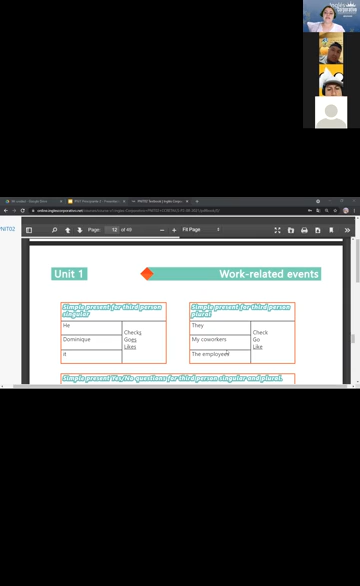 Inglés
Corporativo
Page: 12 of 48
Fit Page
Unit 1
Work-related events
Simple present for third person
singular
He
Dominique
it
Checks
Goes
Likes
Simple present for third person
plural
They
My coworkers
The employees
Check
Go
Like
Simple present Yes/No questions for third person singular and plural.